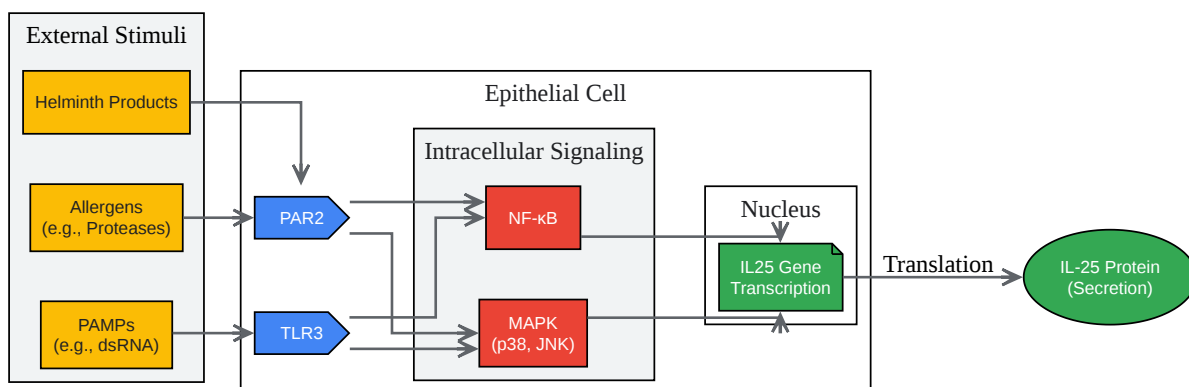 External Stimuli
Helminth Products
Allergens
(e.g., Proteases)
PAMPs
(e.g., dsRNA)
Epithelial Cell
PAR2
TLR3
Intracellular Signaling
NF-κB
MAPK
(p38, JNK)
Nucleus
IL25 Gene
Transcription
Translation
IL-25 Protein
(Secretion)